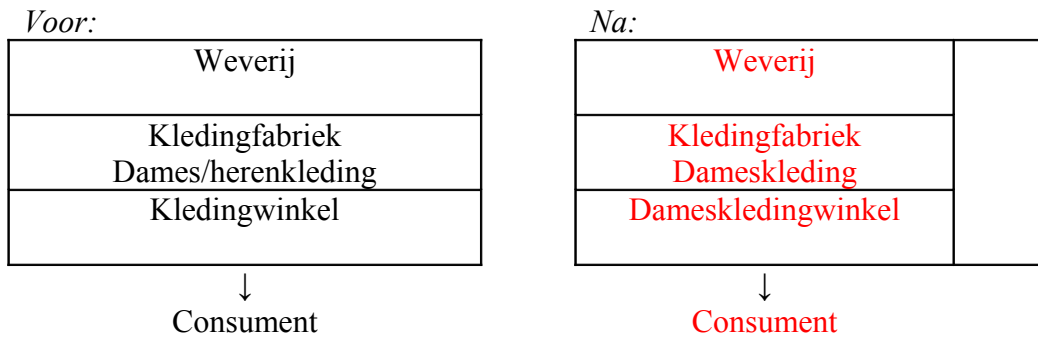 Voor:
Weverij
Kledingfabriek
Dames/herenkleding
Kledingwinkel
↓
Consument
Na:
Weverij
Kledingfabriek
Dameskleding
Dameskledingwinkel
↓
Consument